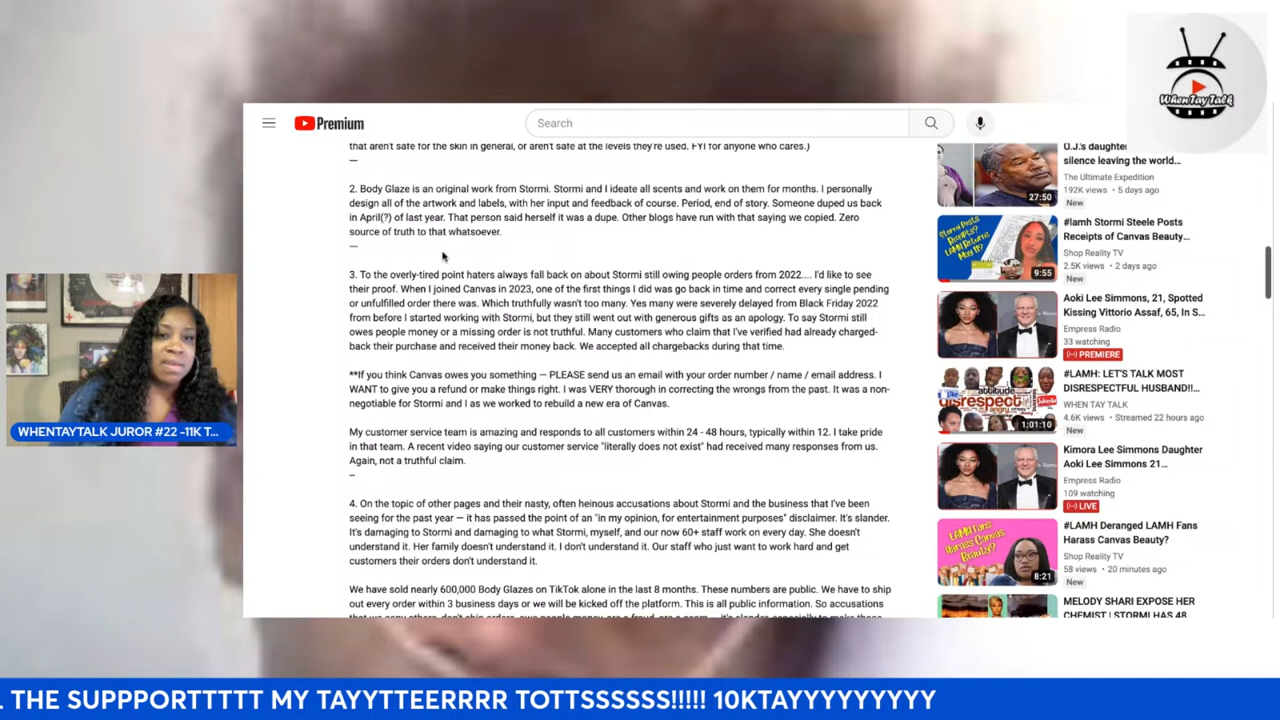 When Tay Talk
Premium
Search
that aren't safe for the skin in general, or aren't safe at the levels they're used. FYI for anyone who cares.)
—
2. Body Glaze is an original work from Stormi. Stormi and I ideate all scents and work on them for months. I personally
design all of the artwork and labels, with her input and feedback of course. Period, end of story. Someone duped us back
in April(?) of last year. That person said herself it was a dupe. Other blogs have run with that saying we copied. Zero
source of truth to that whatsoever.
—
3. To the overly-tired point haters always fall back on about Stormi still owing people orders from 2022.... I'd like to see
their proof. When I joined Canvas in 2023, one of the first things I did was go back in time and correct every single pending
or unfulfilled order there was. Which truthfully wasn't too many. Yes many were severely delayed from Black Friday 2022
from before I started working with Stormi, but they still went out with generous gifts as an apology. To say Stormi still
owes people money or a missing order is not truthful. Many customers who claim that I've verified had already charged-
back their purchase and received their money back. We accepted all chargebacks during that time.
**If you think Canvas owes you something — PLEASE send us an email with your order number / name / email address. I
WANT to give you a refund or make things right. I was VERY thorough in correcting the wrongs from the past. It was a non-
negotiable for Stormi and I as we worked to rebuild a new era of Canvas.
My customer service team is amazing and responds to all customers within 24 - 48 hours, typically within 12. I take pride
in that team. A recent video saying our customer service "literally does not exist" had received many responses from us.
Again, not a truthful claim.
–
4. On the topic of other pages and their nasty, often heinous accusations about Stormi and the business that I've been
seeing for the past year — it has passed the point of an "in my opinion, for entertainment purposes" disclaimer. It's slander.
It's damaging to Stormi and damaging to what Stormi, myself, and our now 60+ staff work on every day. She doesn't
understand it. Her family doesn't understand it. I don't understand it. Our staff who just want to work hard and get
customers their orders don't understand it.
We have sold nearly 600,000 Body Glazes on TikTok alone in the last 8 months. These numbers are public. We have to ship
out every order within 3 business days or we will be kicked off the platform. This is all public information. So accusations
O.J.'s daughter
silence leaving the world...
The Ultimate Expedition
192K views • 5 days ago
New
27:50
#lamh Stormi Steele Posts
Receipts of Canvas Beauty...
Shop Reality TV
2.5K views • 2 days ago
New
9:55
Aoki Lee Simmons, 21, Spotted
Kissing Vittorio Assaf, 65, In S...
Empress Radio
33 watching
PREMIERE
#LAMH: LET'S TALK MOST
DISRESPECTFUL HUSBAND!!...
WHEN TAY TALK
4.6K views • Streamed 22 hours ago
New
attitude
disrespect
1:01:10
Kimora Lee Simmons Daughter
Aoki Lee Simmons 21...
Empress Radio
109 watching
LIVE
#LAMH Deranged LAMH Fans
Harass Canvas Beauty?
Shop Reality TV
58 views • 20 minutes ago
New
LAMH Fans
Harass Canvas
Beauty?
8:21
MELODY SHARI EXPOSE HER
CHEMIST | STORMI HAS 48
WHENTAYTALK JUROR #22 -11K T...
. THE SUPPPORTTTTT MY TAYYTTEERRRR TOTTSSSSSS!!!!! 10KTAYYYYYYYYY